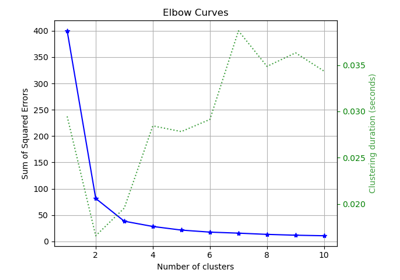 Elbow Curves
400
350
300
250
200
150
100
50
0
Sum of Squared Errors
0.035
0.030
0.025
0.020
Clustering duration (seconds)
2 4 6 8 10
Number of clusters